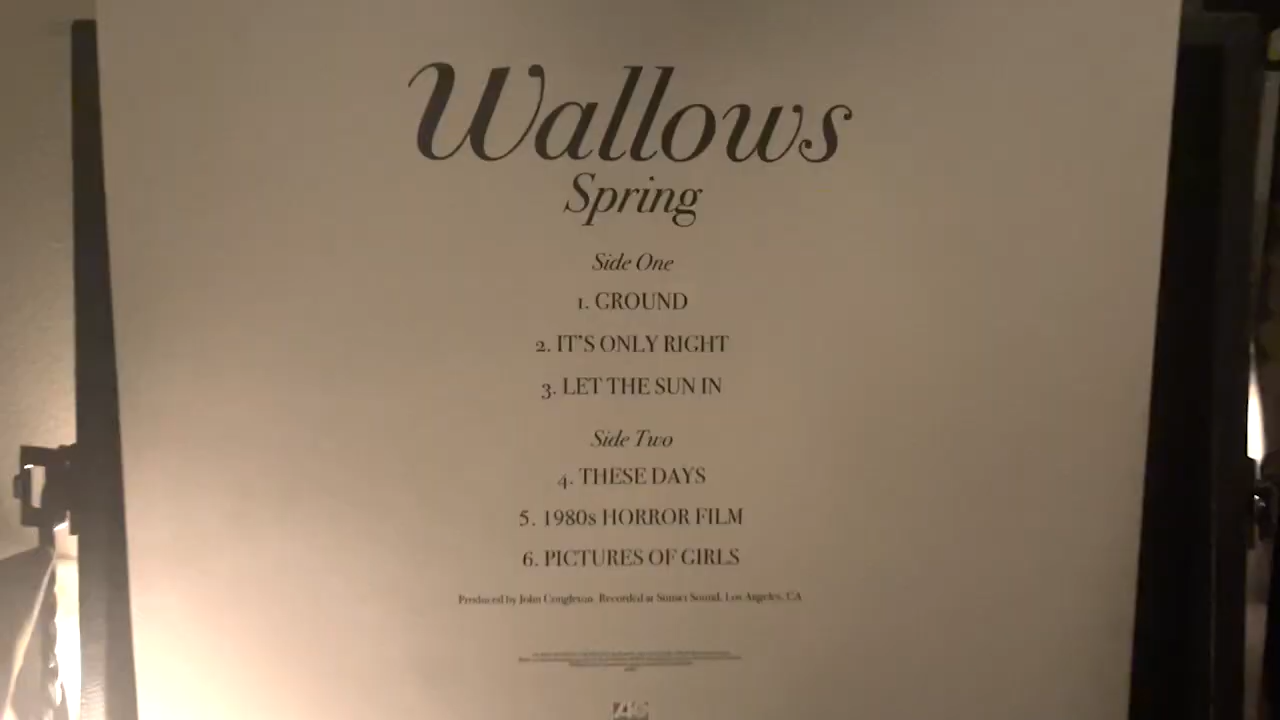 Wallows
Spring
Side One
1. GROUND
2. IT'S ONLY RIGHT
3. LET THE SUN IN
Side Two
4. THESE DAYS
5. 1980s HORROR FILM
6. PICTURES OF GIRLS
Produced by John Congleton. Recorded at Sunset Sound, Los Angeles, CA